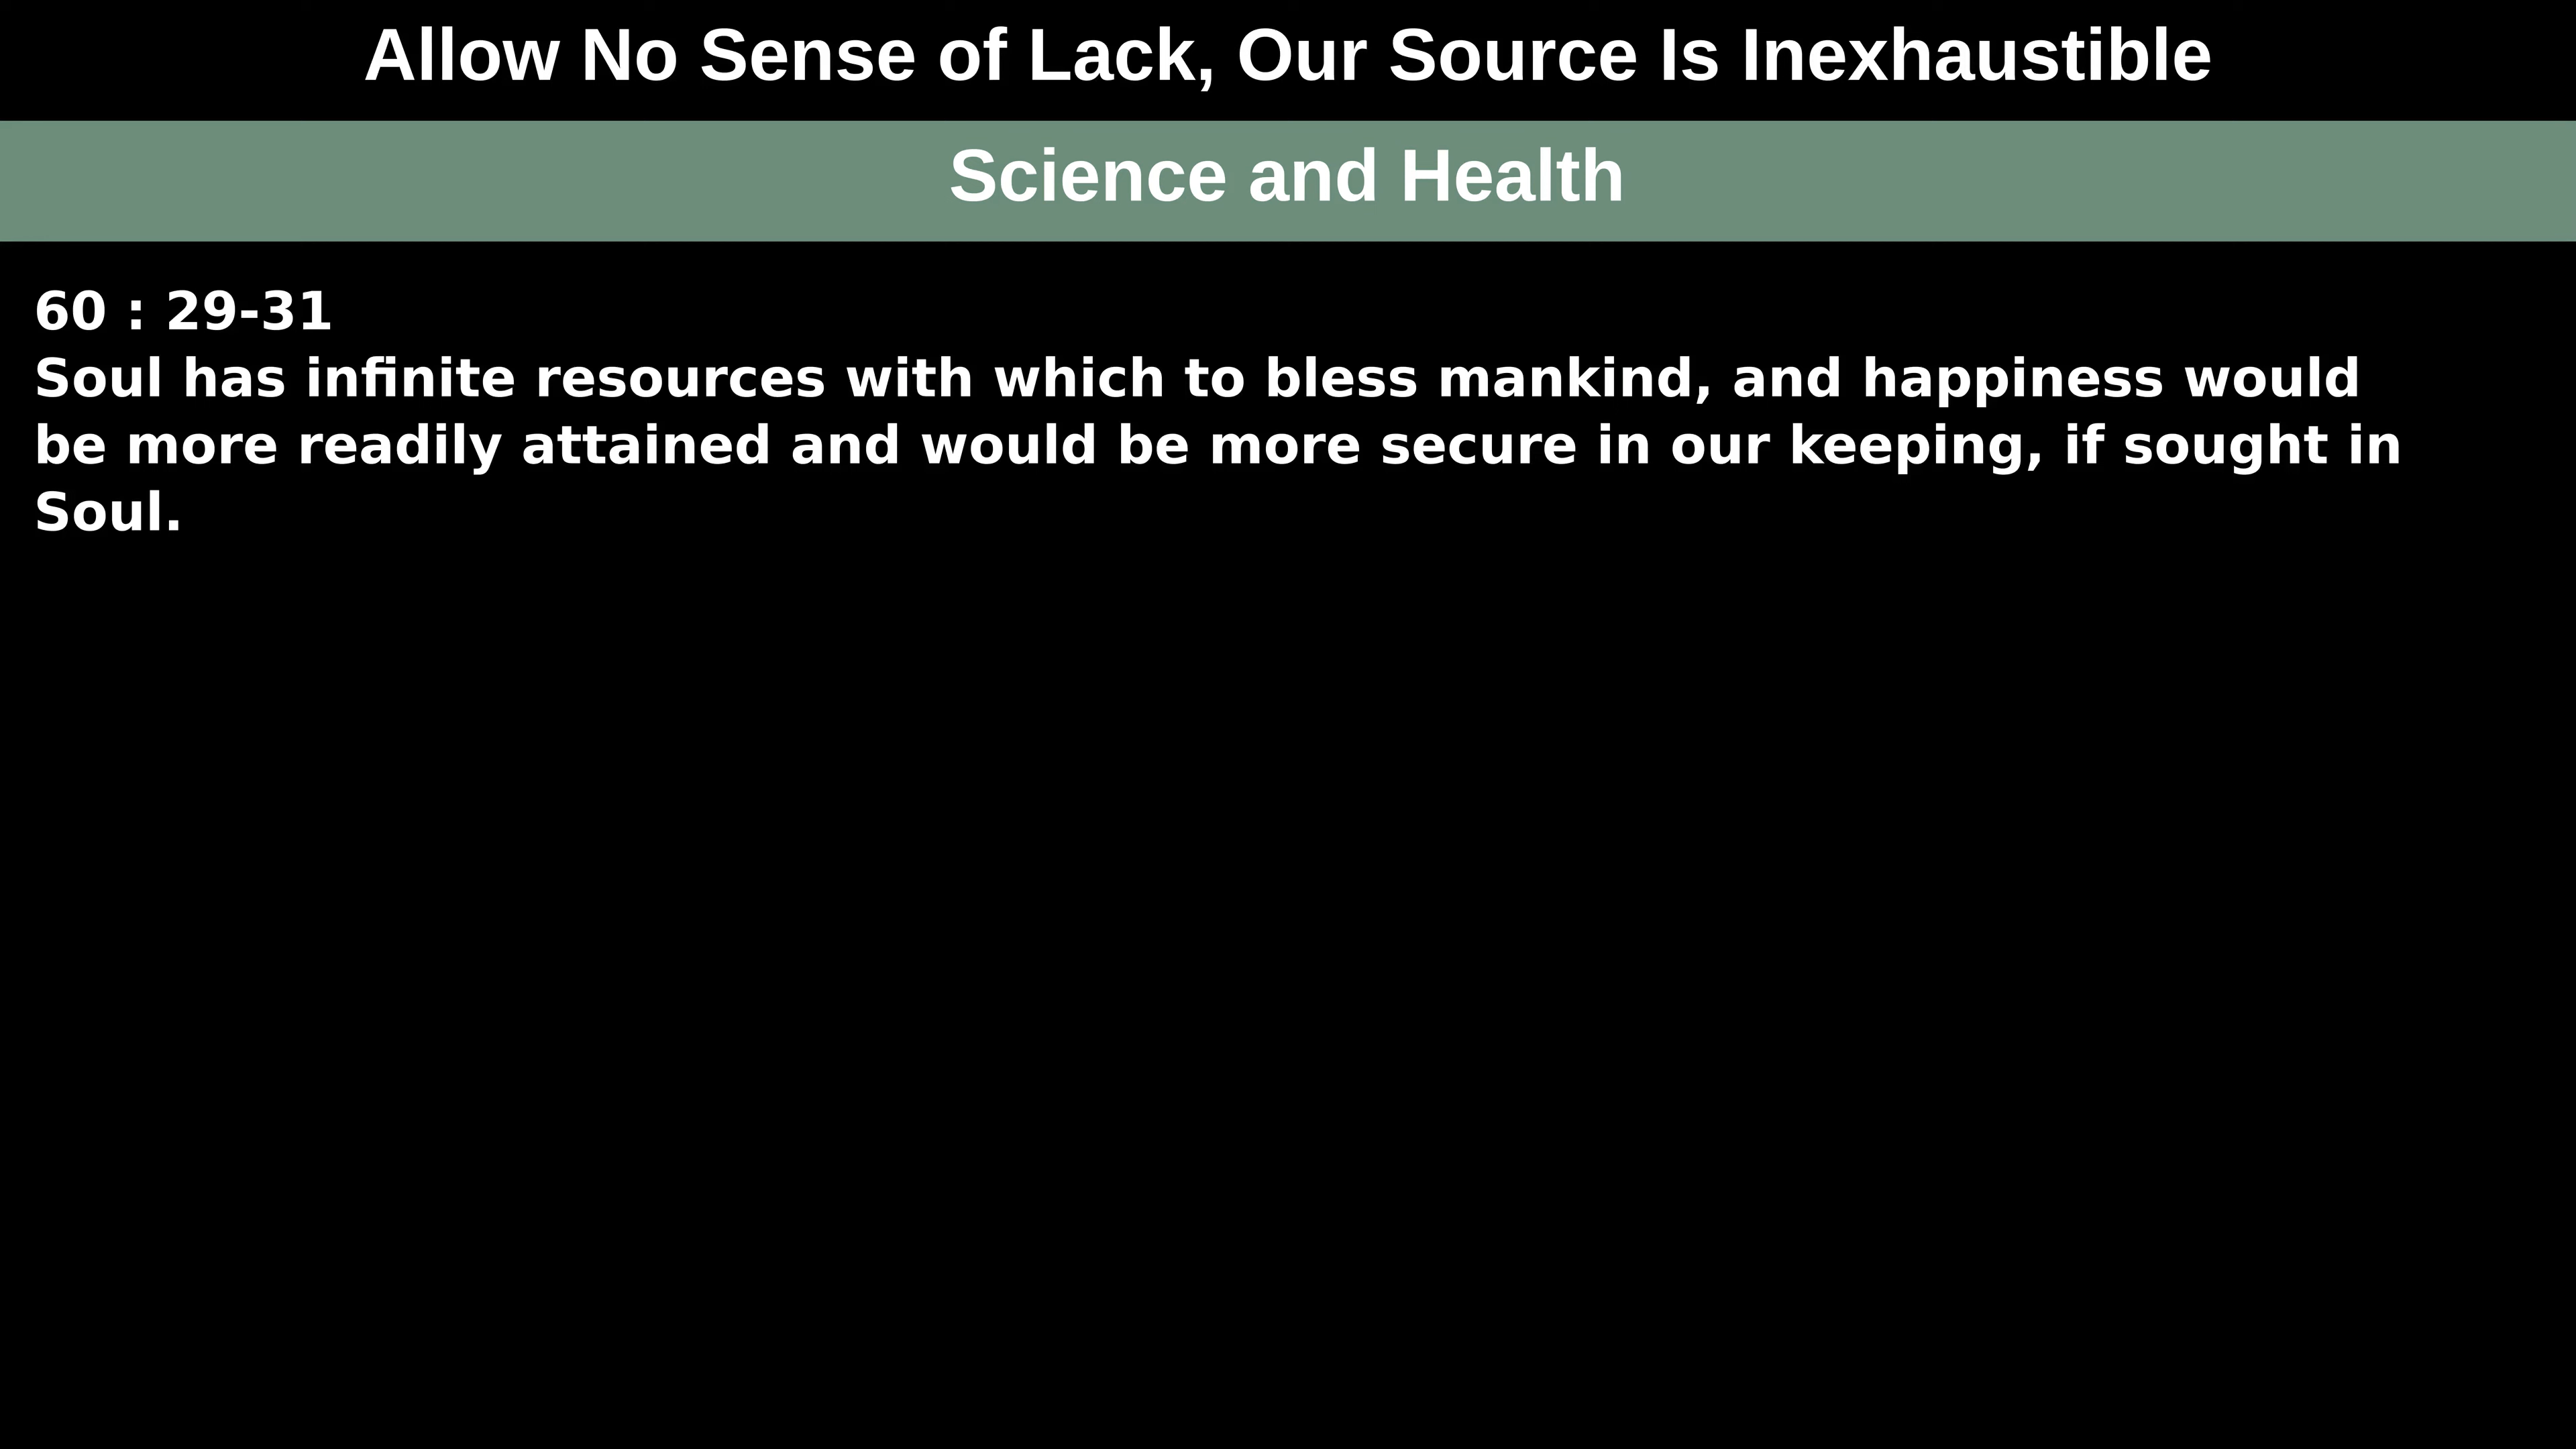 Allow No Sense of Lack, Our Source Is Inexhaustible
Science and Health
60 : 29-31
Soul has infinite resources with which to bless mankind, and happiness would
be more readily attained and would be more secure in our keeping, if sought in
Soul.